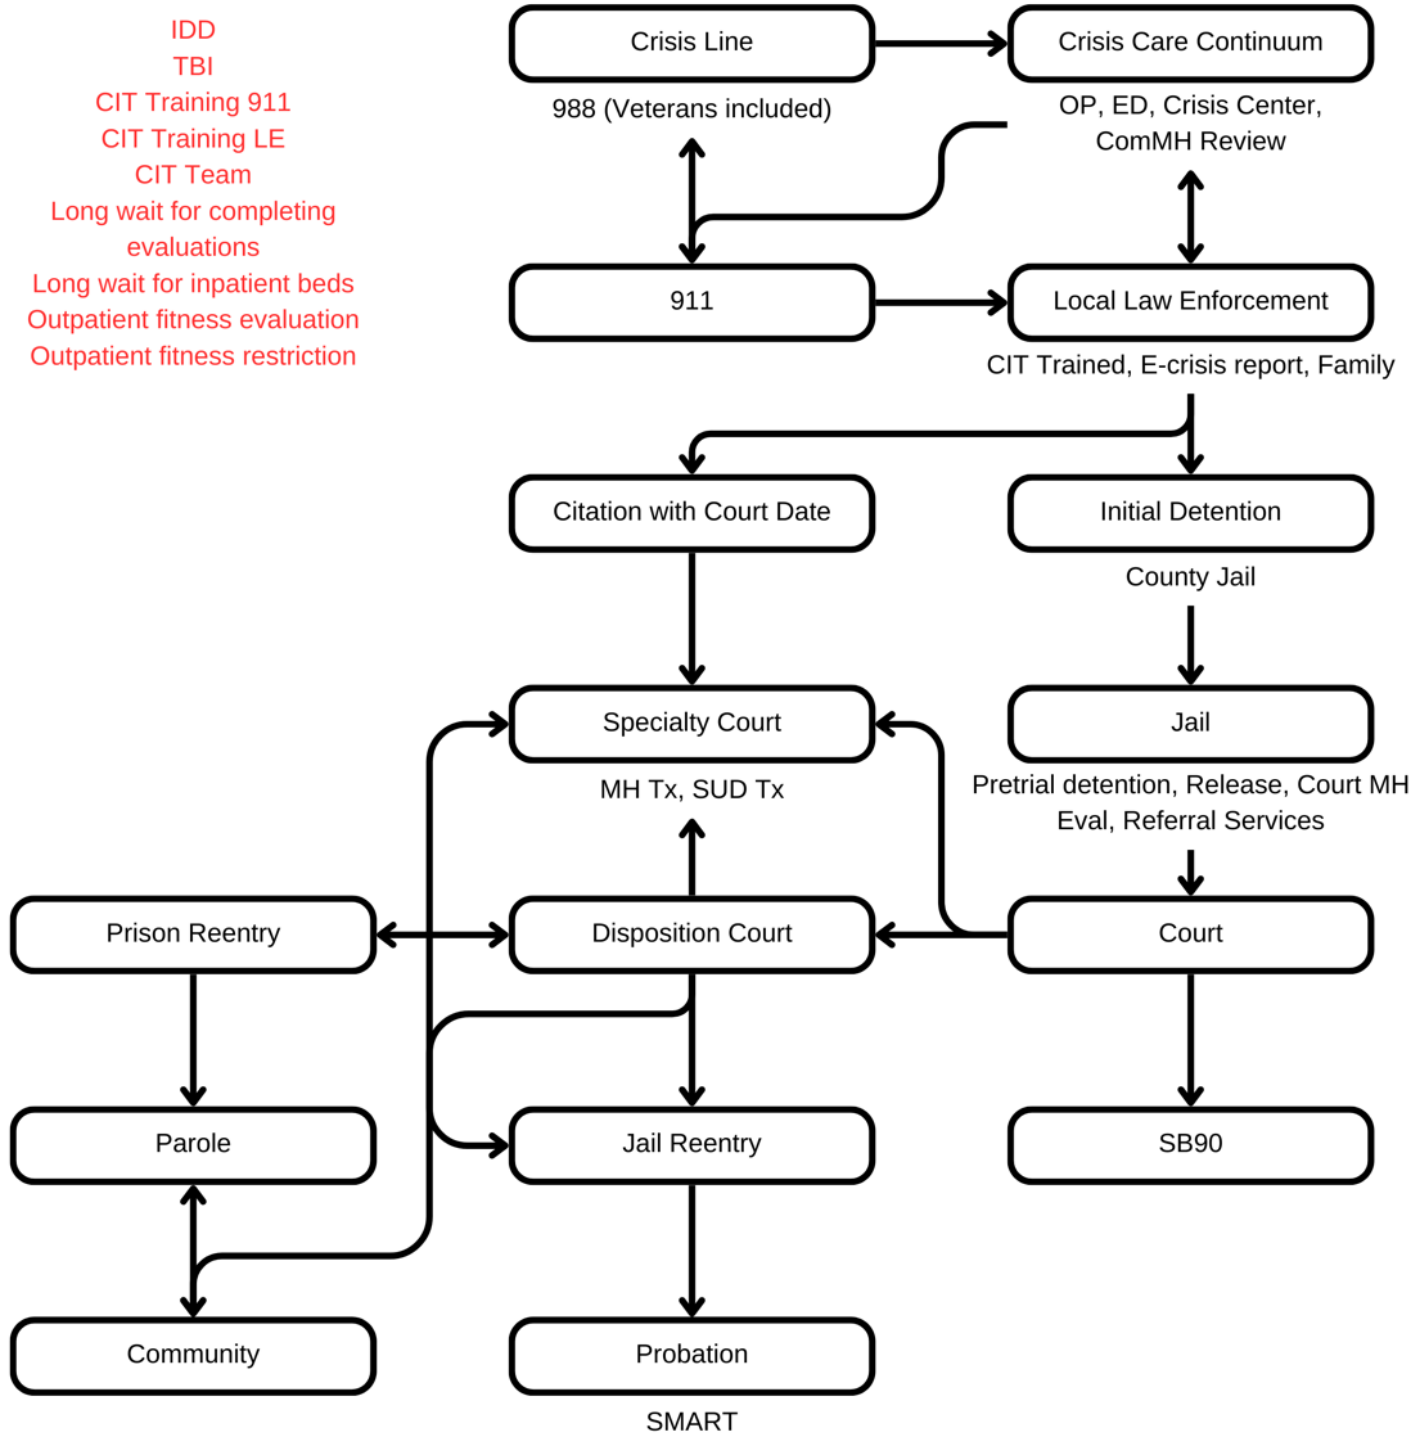 IDD
TBI
CIT Training 911
CIT Training LE
CIT Team
Long wait for completing
evaluations
Long wait for inpatient beds
Outpatient fitness evaluation
Outpatient fitness restriction
Crisis Line
988 (Veterans included)
Crisis Care Continuum
OP, ED, Crisis Center,
ComMH Review
911
Local Law Enforcement
CIT Trained, E-crisis report, Family
Citation with Court Date
Initial Detention
County Jail
Specialty Court
MH Tx, SUD Tx
Jail
Pretrial detention, Release, Court MH
Eval, Referral Services
Prison Reentry
Disposition Court
Court
Parole
Jail Reentry
SB90
Community
Probation
SMART